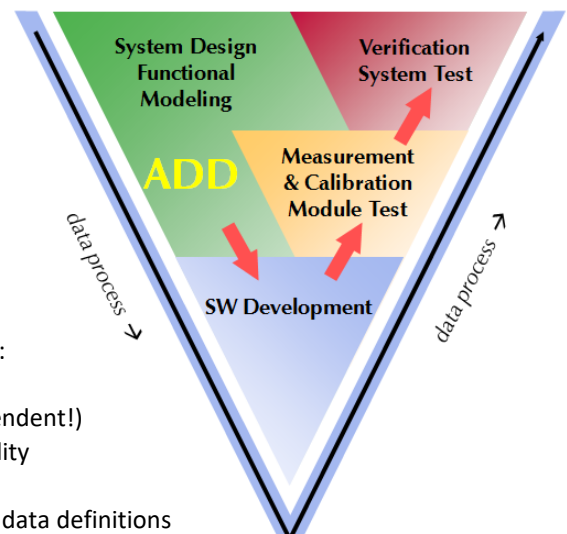 System Design
Functional
Modeling
Verification
System Test
ADD
Measurement
& Calibration
Module Test
SW Development
data process →
data process →
:
endent!)
lity
data definitions